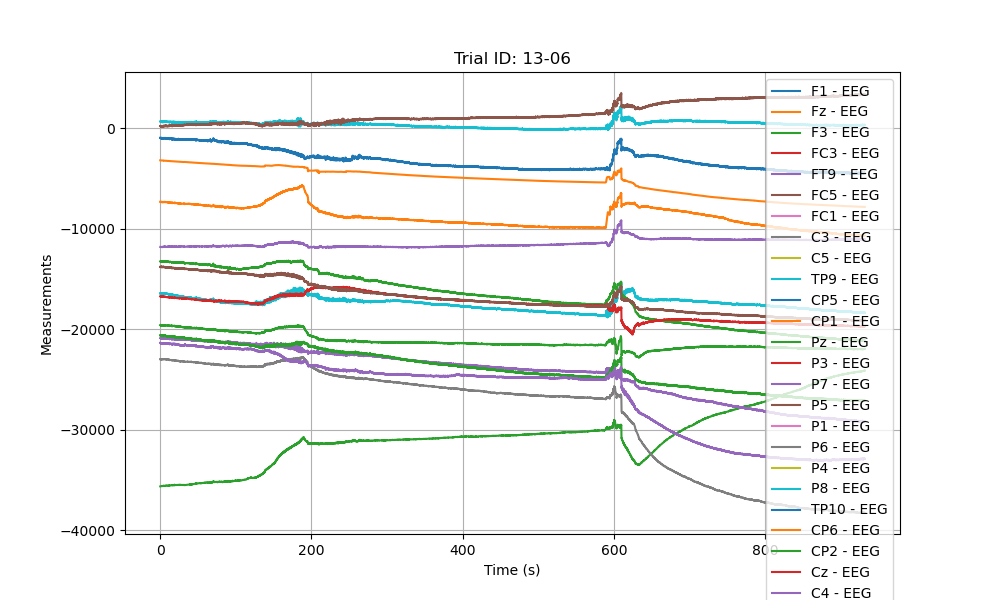 Trial ID: 13-06
Measurements
0
−10000
−20000
−30000
−40000
0
200
400
600
800
Time (s)
F1 - EEG
Fz - EEG
F3 - EEG
FC3 - EEG
FT9 - EEG
FC5 - EEG
FC1 - EEG
C3 - EEG
C5 - EEG
TP9 - EEG
CP5 - EEG
CP1 - EEG
Pz - EEG
P3 - EEG
P7 - EEG
P5 - EEG
P1 - EEG
P6 - EEG
P4 - EEG
P8 - EEG
TP10 - EEG
CP6 - EEG
CP2 - EEG
Cz - EEG
C4 - EEG